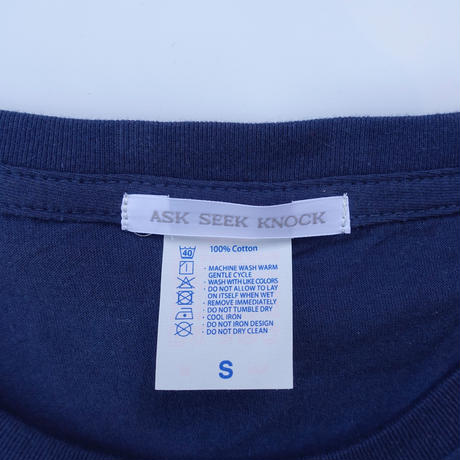 ASK SEEK KNOCK
40
100% Cotton
· MACHINE WASH WARM
GENTLE CYCLE
· WASH WITH LIKE COLORS
· DO NOT ALLOW TO LAY
ON ITSELF WHEN WET
· REMOVE IMMEDIATELY
· DO NOT TUMBLE DRY
· COOL IRON
· DO NOT IRON DESIGN
· DO NOT DRY CLEAN
S